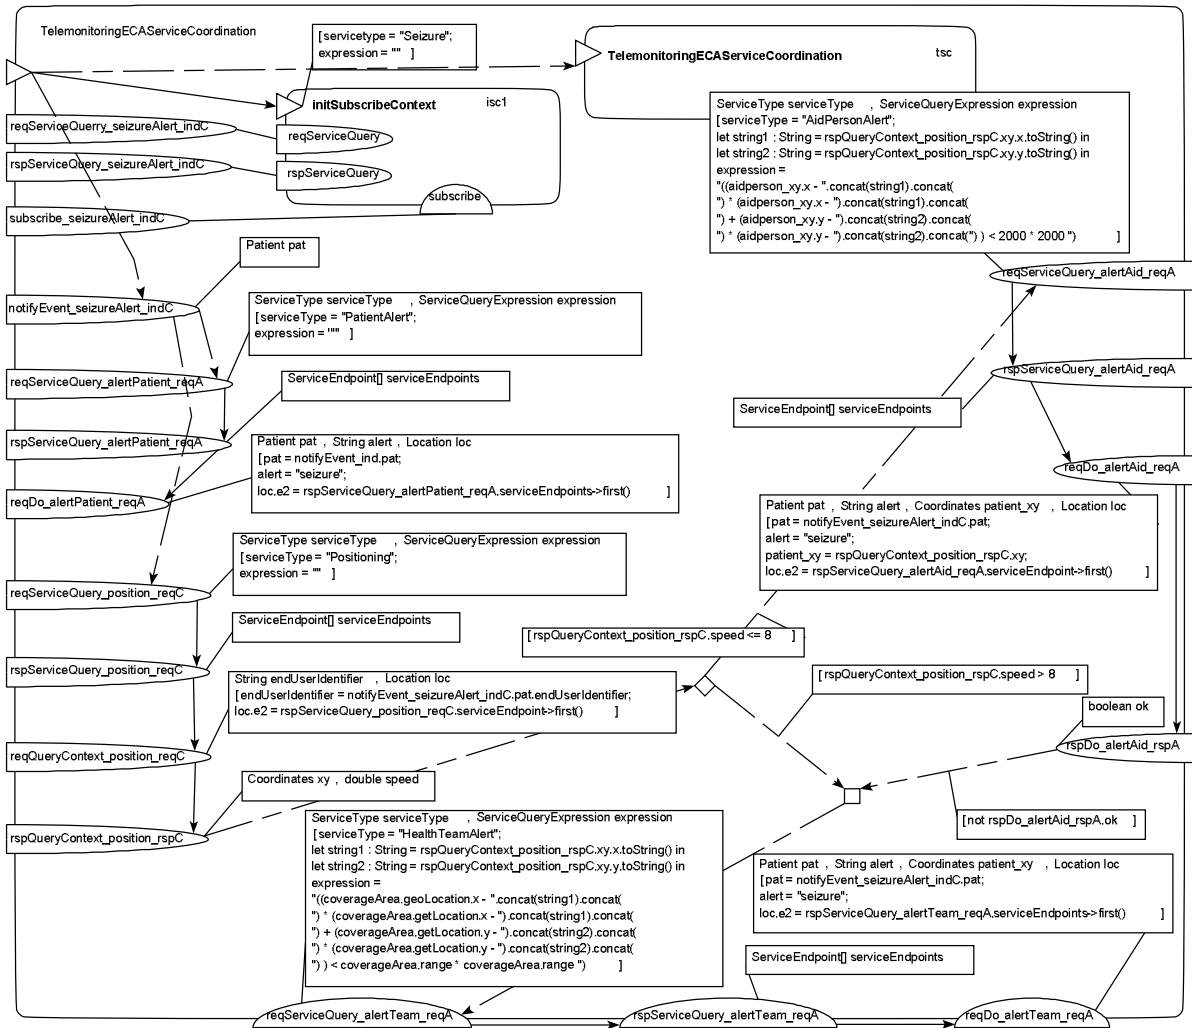 TelemonitoringECAServiceCoordination
[ servicetype = "Seizure";
expression = "" ]
TelemonitoringECAServiceCoordination
tsc
initSubscribeContext
isc1
reqServiceQuerry_seizureAlert_indC
reqServiceQuery
rspServiceQuery_seizureAlert_indC
rspServiceQuery
subscribe
subscribe_seizureAlert_indC
ServiceType serviceType , ServiceQueryExpression expression
[ serviceType = "AidPersonAlert";
let string1 : String = rspQueryContext_position_rspC.xy.x.toString() in
let string2 : String = rspQueryContext_position_rspC.xy.y.toString() in
expression =
"((aidperson_xy.x - ".concat(string1).concat(
") * (aidperson_xy.x - ").concat(string1).concat(
") + (aidperson_xy.y - ").concat(string2).concat(
") * (aidperson_xy.y - ").concat(string2).concat(") ) < 2000 * 2000 ") ]
Patient pat
notifyEvent_seizureAlert_indC
reqServiceQuery_alertAid_reqA
ServiceType serviceType , ServiceQueryExpression expression
[ serviceType = "PatientAlert";
expression = '"" ]
reqServiceQuery_alertPatient_reqA
ServiceEndpoint[] serviceEndpoints
rspServiceQuery_alertAid_reqA
ServiceEndpoint[] serviceEndpoints
rspServiceQuery_alertPatient_reqA
Patient pat , String alert , Location loc
[ pat = notifyEvent_ind.pat;
alert = "seizure";
loc.e2 = rspServiceQuery_alertPatient_reqA.serviceEndpoints->first() ]
reqDo_alertAid_reqA
reqDo_alertPatient_reqA
Patient pat , String alert , Coordinates patient_xy , Location loc
[ pat = notifyEvent_seizureAlert_indC.pat;
alert = "seizure";
patient_xy = rspQueryContext_position_rspC.xy;
loc.e2 = rspServiceQuery_alertAid_reqA.serviceEndpoint->first() ]
ServiceType serviceType , ServiceQueryExpression expression
[ serviceType = "Positioning";
expression = "" ]
reqServiceQuery_position_reqC
ServiceEndpoint[] serviceEndpoints
[ rspQueryContext_position_rspC.speed <= 8 ]
rspServiceQuery_position_reqC
String endUserIdentifier , Location loc
[ endUserIdentifier = notifyEvent_seizureAlert_indC.pat.endUserIdentifier;
loc.e2 = rspServiceQuery_position_reqC.serviceEndpoint->first() ]
[ rspQueryContext_position_rspC.speed > 8 ]
boolean ok
rspDo_alertAid_rspA
reqQueryContext_position_reqC
Coordinates xy , double speed
rspQueryContext_position_rspC
[ not rspDo_alertAid_rspA.ok ]
ServiceType serviceType , ServiceQueryExpression expression
[ serviceType = "HealthTeamAlert";
let string1 : String = rspQueryContext_position_rspC.xy.x.toString() in
let string2 : String = rspQueryContext_position_rspC.xy.y.toString() in
expression =
"((coverageArea.geoLocation.x - ".concat(string1).concat(
") * (coverageArea.getLocation.x - ").concat(string1).concat(
") + (coverageArea.getLocation.y - ").concat(string2).concat(
") * (coverageArea.getLocation.y - ").concat(string2).concat(
") ) < coverageArea.range * coverageArea.range ") ]
Patient pat , String alert , Coordinates patient_xy , Location loc
[ pat = notifyEvent_seizureAlert_indC.pat;
alert = "seizure";
loc.e2 = rspServiceQuery_alertTeam_reqA.serviceEndpoints->first() ]
ServiceEndpoint[] serviceEndpoints
reqServiceQuery_alertTeam_reqA
rspServiceQuery_alertTeam_reqA
reqDo_alertTeam_reqA